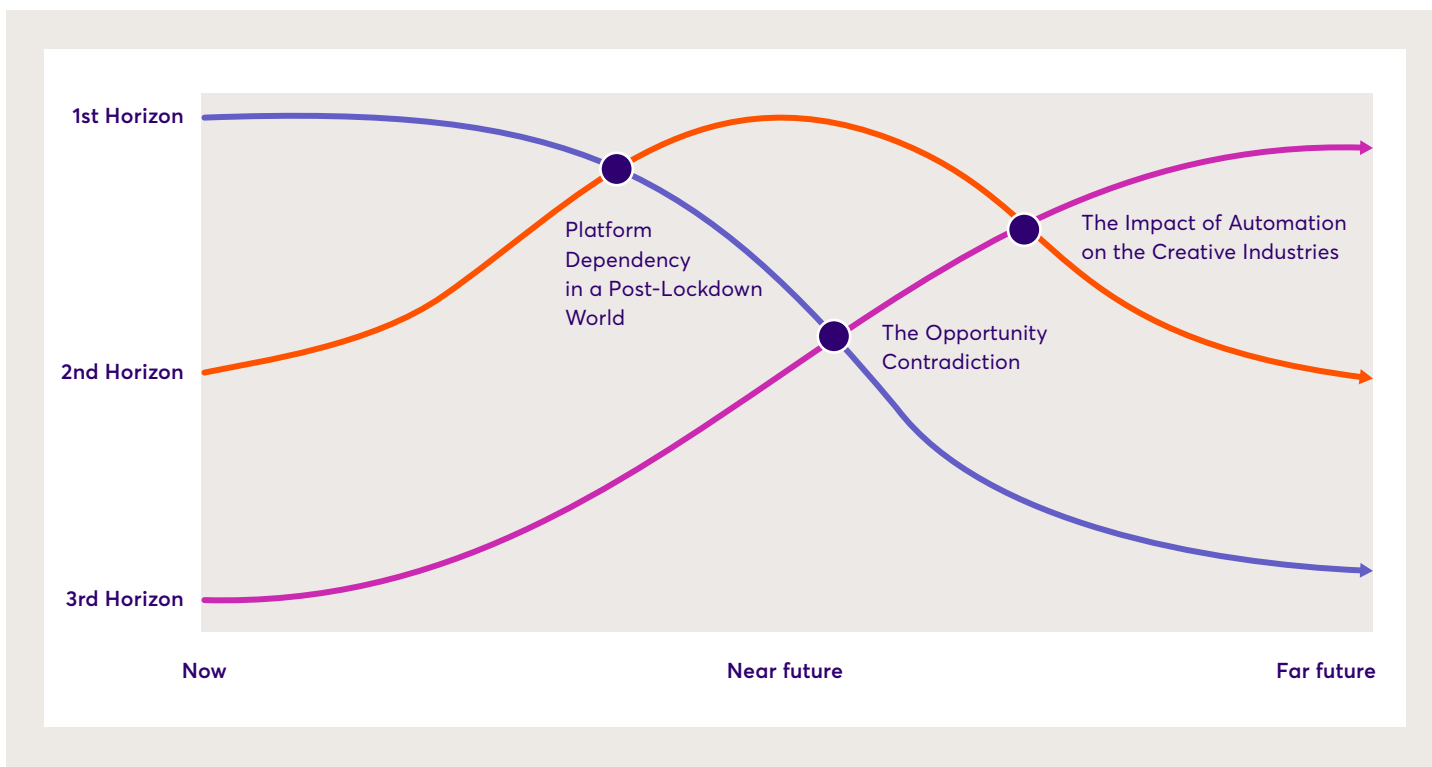 1st Horizon
Platform
Dependency
in a Post-Lockdown
World
The Impact of Automation
on the Creative Industries
The Opportunity
Contradiction
2nd Horizon
3rd Horizon
Now
Near future
Far future